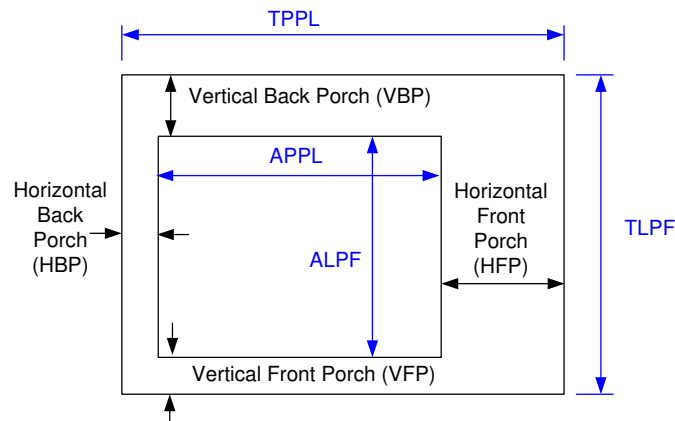 TPPL
Vertical Back Porch (VBP)
APPL
Horizontal
Back
Porch
(HBP)
Horizontal
Front
Porch
(HFP)
TLPF
ALPF
Vertical Front Porch (VFP)